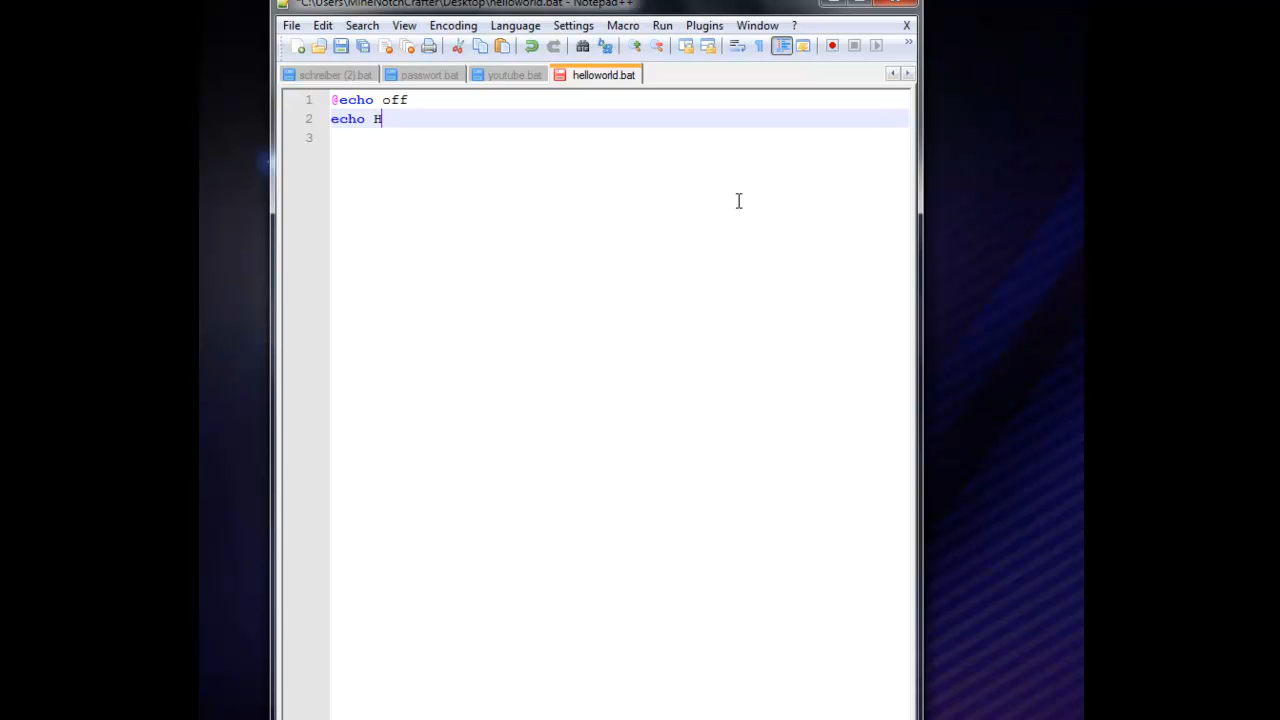 *C:\Users\MineNotchCrafter\Desktop\helloworld.bat - Notepad++
File Edit Search View Encoding Language Settings Macro Run Plugins Window ? X
schreiber (2).bat passwort.bat youtube.bat helloworld.bat
1 @echo off
2 echo H
3